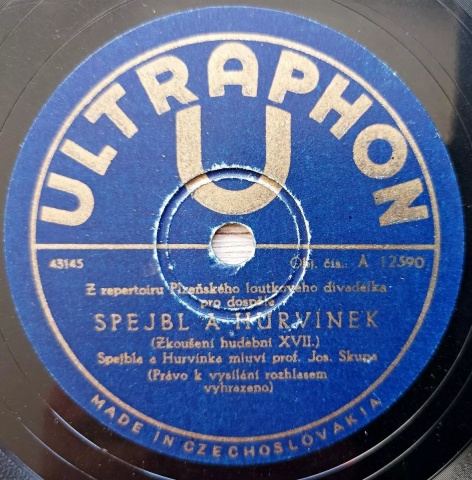 ULTRAPHON
U
43145
Obj. čís.: A 12590
Z repertoiru Plzeňského loutkového divadélka
pro dospělé
SPEJBL A HURVÍNEK
(Zkoušení hudební XVII.)
Spejbla a Hurvínka mluví prof. Jos. Skupa
(Právo k vysílání rozhlasem
vyhrazeno)
MADE IN CZECHOSLOVAKIA